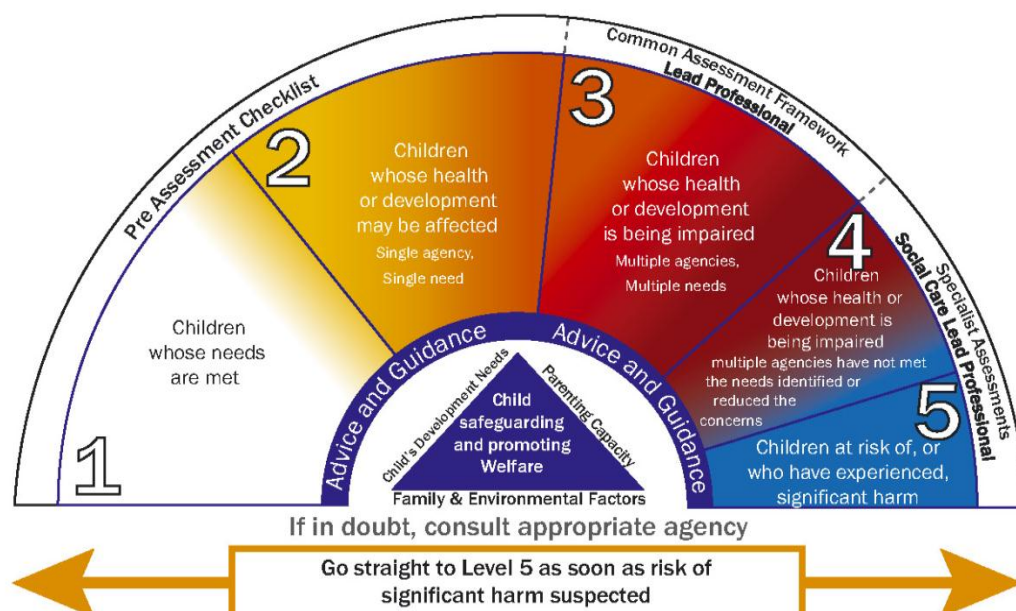 Pre Assessment Checklist
Common Assessment Framework
Lead Professional
Specialist Assessments
Social Care Lead Professional
1
Children
whose needs
are met
2
Children
whose health
or development
may be affected
Single agency,
Single need
3
Children
whose health
or development
is being impaired
Multiple agencies,
Multiple needs
4
Children
whose health or
development is
being impaired
multiple agencies have not met
the needs identified or
reduced the
concerns
5
Children at risk of, or
who have experienced,
significant harm
Advice and Guidance
Advice and Guidance
Child's Development Needs
Parenting Capacity
Child
safeguarding
and promoting
Welfare
Family & Environmental Factors
If in doubt, consult appropriate agency
Go straight to Level 5 as soon as risk of
significant harm suspected